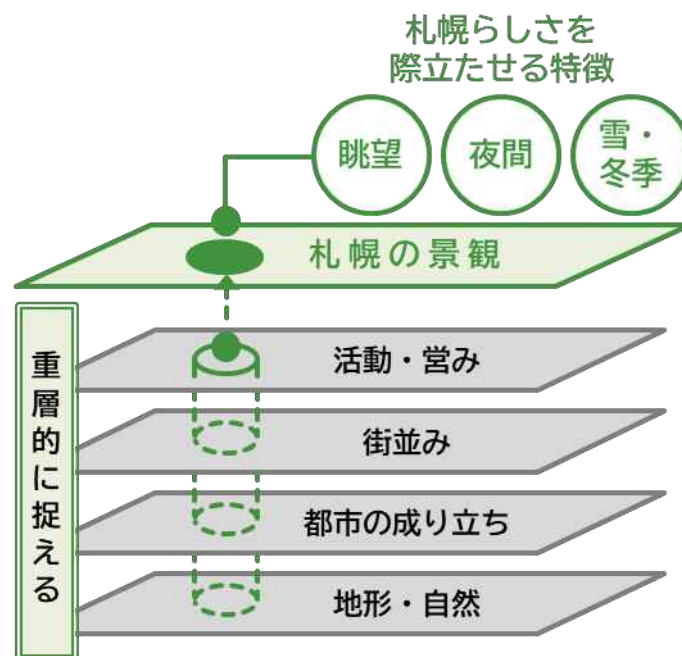 札幌らしさを
際立たせる特徴
眺望
夜間
雪・
冬季
札幌の景観
重層的に捉える
活動・営み
街並み
都市の成り立ち
地形・自然